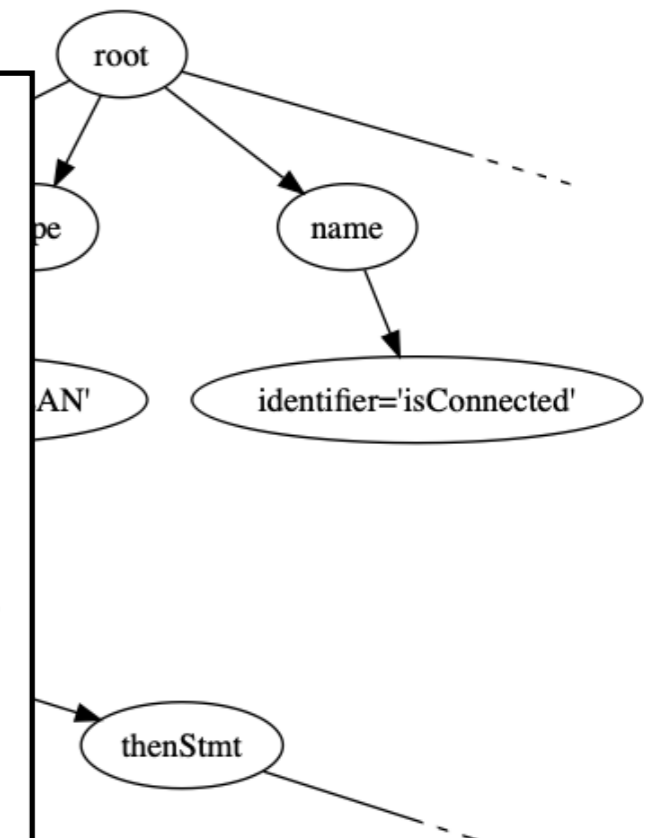 root
pe
name
AN'
identifier='isConnected'
thenStmt